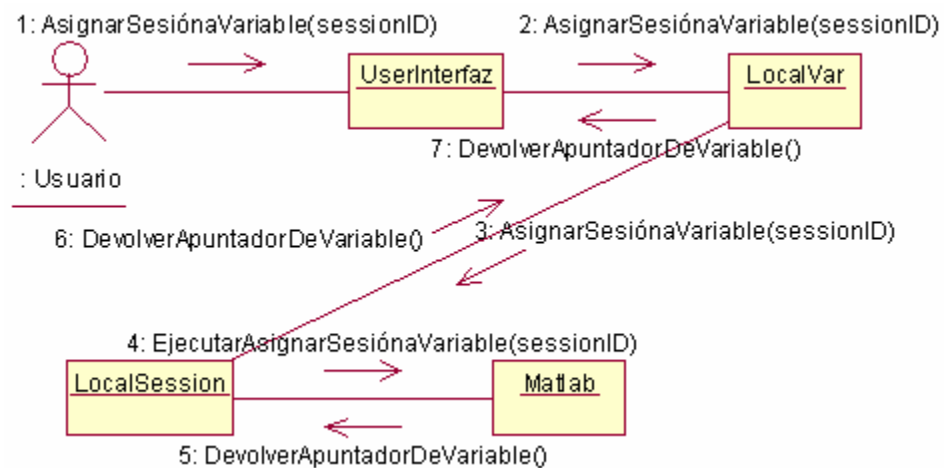 1: AsignarSesiónaVariable(sessionID)
2: AsignarSesiónaVariable(sessionID)
UserInterfaz
LocalVar
7: DevolverApuntadorDeVariable()
: Usuario
6: DevolverApuntadorDeVariable()
3: AsignarSesiónaVariable(sessionID)
4: EjecutarAsignarSesiónaVariable(sessionID)
LocalSession
Matlab
5: DevolverApuntadorDeVariable()